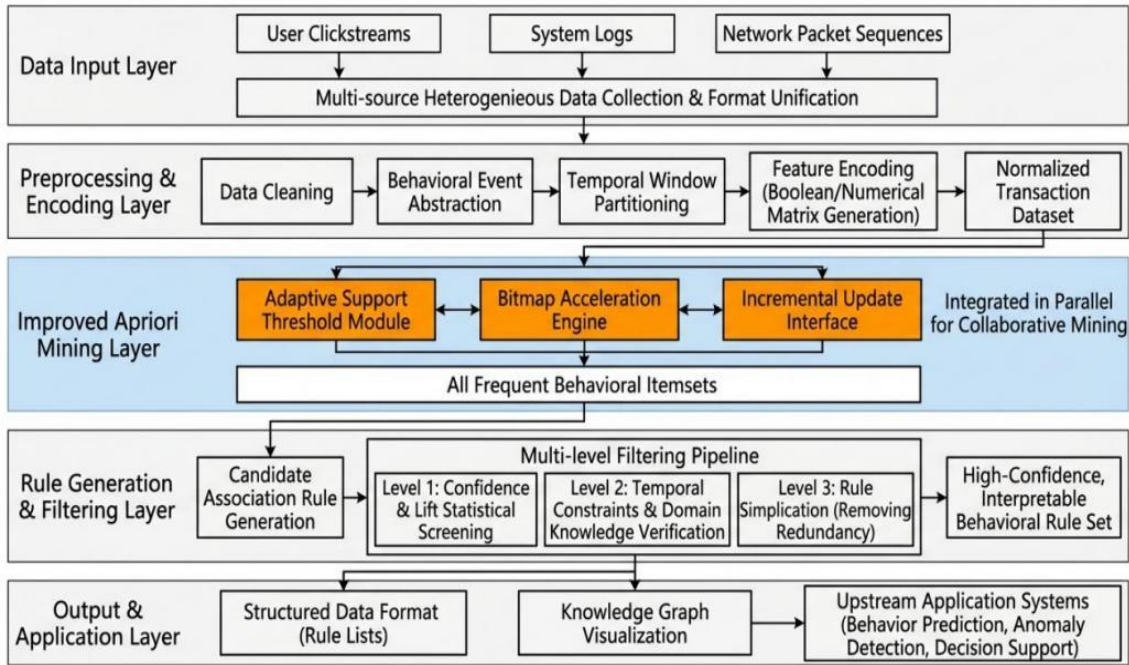 Data Input Layer
User Clickstreams
System Logs
Network Packet Sequences
Multi-source Heterogenieous Data Collection & Format Unification
Preprocessing &
Encoding Layer
Data Cleaning
Behavioral Event
Abstraction
Temporal Window
Partitioning
Feature Encoding
(Boolean/Numerical
Matrix Generation)
Normalized
Transaction
Dataset
Improved Apriori
Mining Layer
Adaptive Support
Threshold Module
Bitmap Acceleration
Engine
Incremental Update
Interface
Integrated in Parallel
for Collaborative Mining
All Frequent Behavioral Itemsets
Rule Generation
& Filtering Layer
Candidate
Association Rule
Generation
Multi-level Filtering Pipeline
Level 1: Confidence
& Lift Statistical
Screening
Level 2: Temporal
Constraints & Domain
Knowledge Verification
Level 3: Rule
Simplication (Removing
Redundancy)
High-Confidence,
Interpretable
Behavioral Rule Set
Output &
Application Layer
Structured Data Format
(Rule Lists)
Knowledge Graph
Visualization
Upstream Application Systems
(Behavior Prediction, Anomaly
Detection, Decision Support)